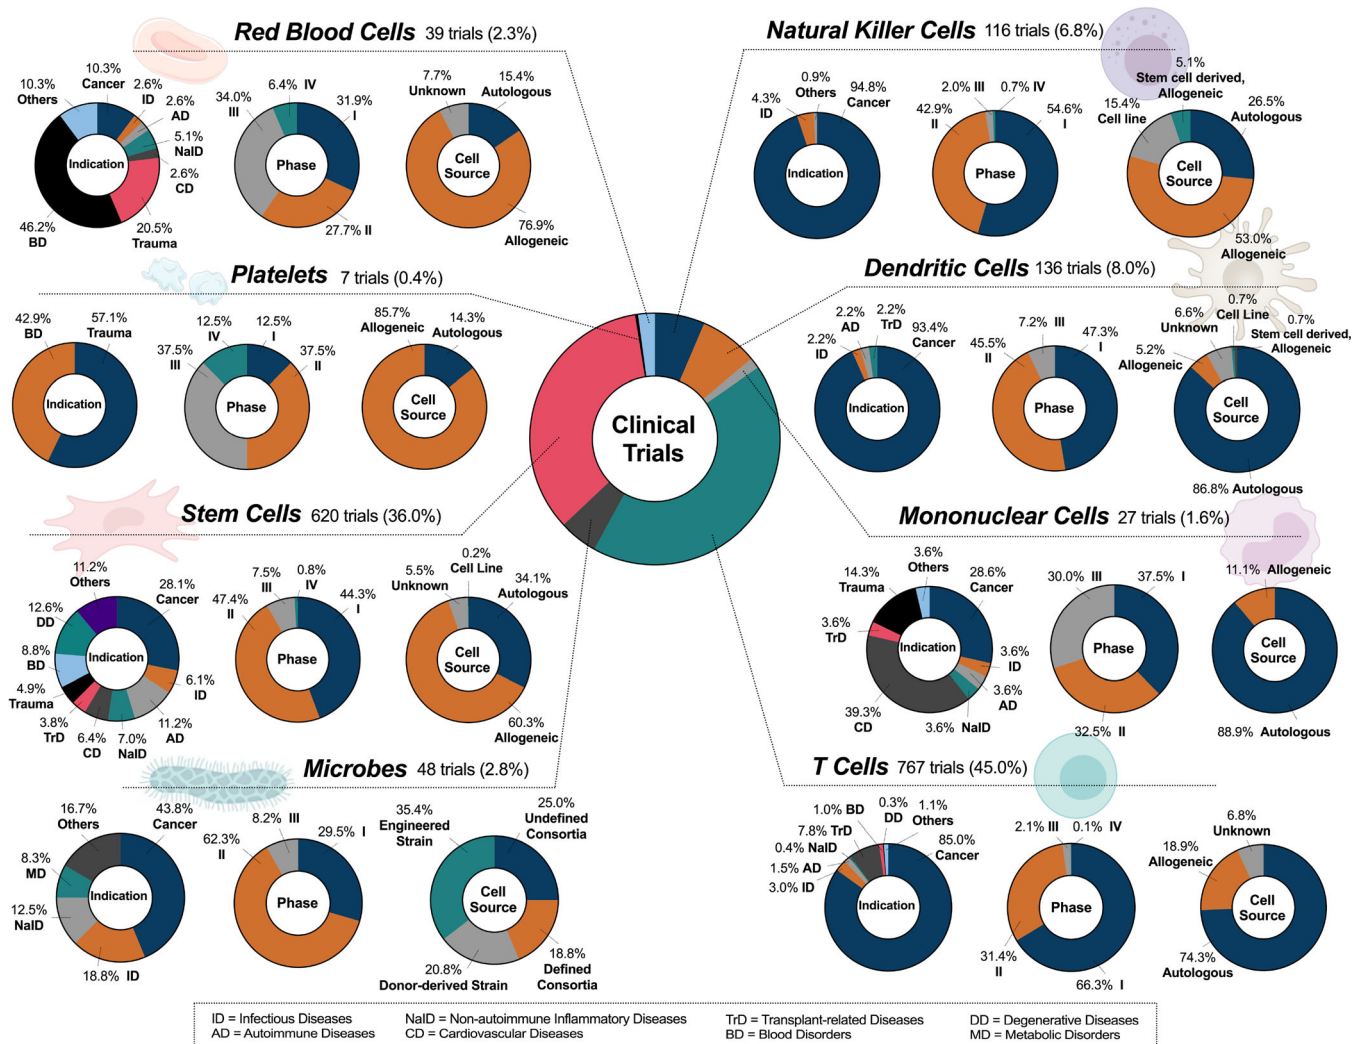 Red Blood Cells 39 trials (2.3%)
10.3%
Others
10.3%
Cancer
2.6%
ID
2.6%
AD
5.1%
NaID
2.6%
CD
20.5%
Trauma
46.2%
BD
Indication
34.0%
III
6.4% IV
31.9%
I
27.7% II
Phase
7.7%
Unknown
15.4%
Autologous
76.9%
Allogeneic
Cell
Source
Natural Killer Cells 116 trials (6.8%)
4.3%
ID
0.9%
Others
94.8%
Cancer
Indication
42.9%
II
2.0% III
0.7% IV
54.6%
I
Phase
15.4%
Cell line
5.1%
Stem cell derived,
Allogeneic
26.5%
Autologous
53.0%
Allogeneic
Cell
Source
Platelets 7 trials (0.4%)
42.9%
BD
57.1%
Trauma
Indication
37.5%
III
12.5%
IV
12.5%
I
37.5%
II
Phase
85.7%
Allogeneic
14.3%
Autologous
Cell
Source
Clinical
Trials
Dendritic Cells 136 trials (8.0%)
2.2%
ID
2.2%
AD
2.2%
TrD
93.4%
Cancer
Indication
45.5%
II
7.2% III
47.3%
I
Phase
5.2%
Allogeneic
6.6%
Unknown
0.7%
Cell Line
0.7%
Stem cell derived,
Allogeneic
86.8% Autologous
Cell
Source
Stem Cells 620 trials (36.0%)
11.2%
Others
28.1%
Cancer
6.1%
ID
11.2%
AD
7.0%
NaID
6.4%
CD
3.8%
TrD
4.9%
Trauma
8.8%
BD
12.6%
DD
Indication
47.4%
II
7.5%
III
0.8%
IV
44.3%
I
Phase
5.5%
Unknown
0.2%
Cell Line
34.1%
Autologous
60.3%
Allogeneic
Cell
Source
Mononuclear Cells 27 trials (1.6%)
14.3%
Trauma
3.6%
Others
28.6%
Cancer
3.6%
ID
3.6%
AD
3.6% NaID
39.3%
CD
3.6%
TrD
Indication
30.0% III
37.5% I
32.5% II
Phase
11.1% Allogeneic
88.9%
Autologous
Cell
Source
Microbes 48 trials (2.8%)
16.7%
Others
43.8%
Cancer
18.8% ID
12.5%
NaID
8.3%
MD
Indication
62.3%
II
8.2% III
29.5% I
Phase
35.4%
Engineered
Strain
25.0%
Undefined
Consortia
18.8%
Defined
Consortia
20.8%
Donor-derived Strain
Cell
Source
T Cells 767 trials (45.0%)
3.0% ID
1.5% AD
0.4% NaID
7.8% TrD
1.0% BD
0.3%
DD
1.1%
Others
85.0%
Cancer
Indication
2.1% III
0.1% IV
31.4%
II
66.3% I
Phase
18.9%
Allogeneic
6.8%
Unknown
74.3%
Autologous
Cell
Source
ID = Infectious Diseases NaID = Non-autoimmune Inflammatory Diseases TrD = Transplant-related Diseases DD = Degenerative Diseases
AD = Autoimmune Diseases CD = Cardiovascular Diseases BD = Blood Disorders MD = Metabolic Disorders